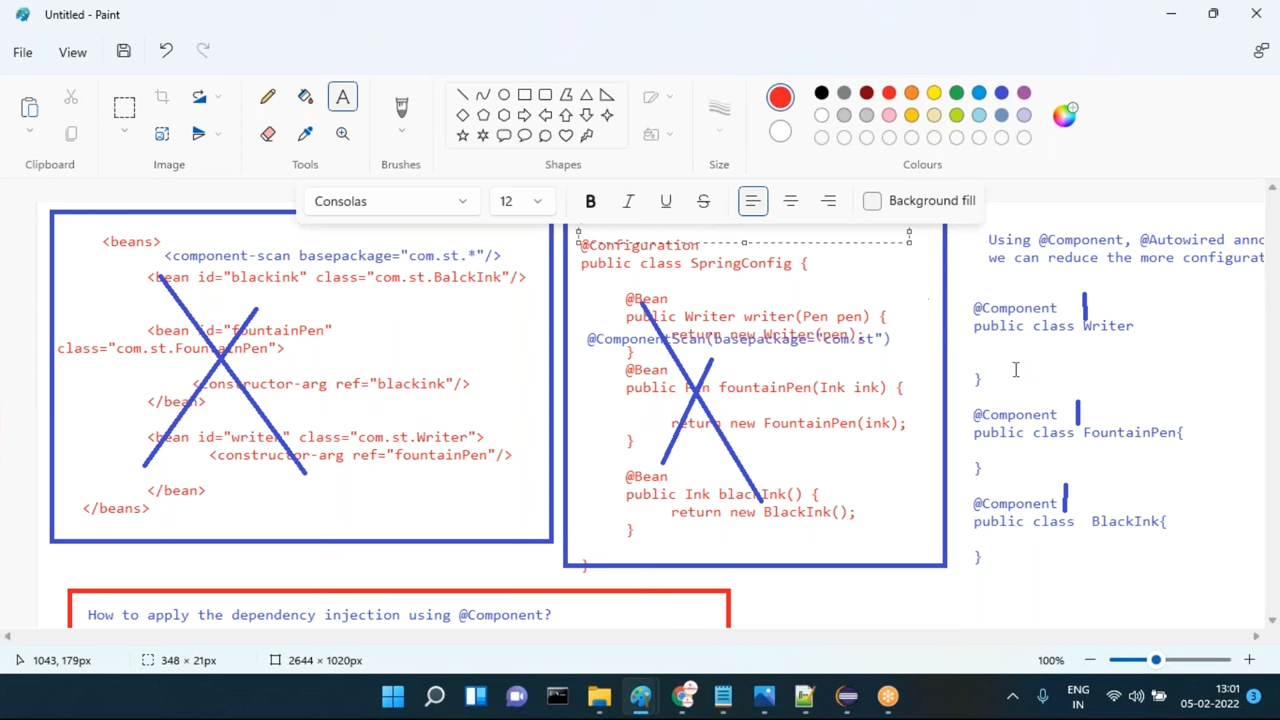 Untitled - Paint
File
View
Clipboard
Image
Tools
Brushes
Shapes
Size
Colours
Consolas
12
B
I
U
S
Background fill
<beans>
<component-scan basepackage="com.st.*"/>
<bean id="blackink" class="com.st.BalckInk"/>
<bean id="fountainPen"
class="com.st.FountainPen">
<constructor-arg ref="blackink"/>
</bean>
<bean id="writer" class="com.st.Writer">
<constructor-arg ref="fountainPen"/>
</bean>
</beans>
@Configuration
public class SpringConfig {
@Bean
public Writer writer(Pen pen) {
return new Writer(pen);
@ComponentScan(basepackage="com.st")
}
@Bean
public Pen fountainPen(Ink ink) {
return new FountainPen(ink);
}
@Bean
public Ink blackInk() {
return new BlackInk();
}
}
Using @Component, @Autowired anno
we can reduce the more configurat
@Component
public class Writer
}
@Component
public class FountainPen{
}
@Component
public class BlackInk{
}
How to apply the dependency injection using @Component?
1043, 179px
348 × 21px
2644 × 1020px
100%
ENG
IN
13:01
05-02-2022
3